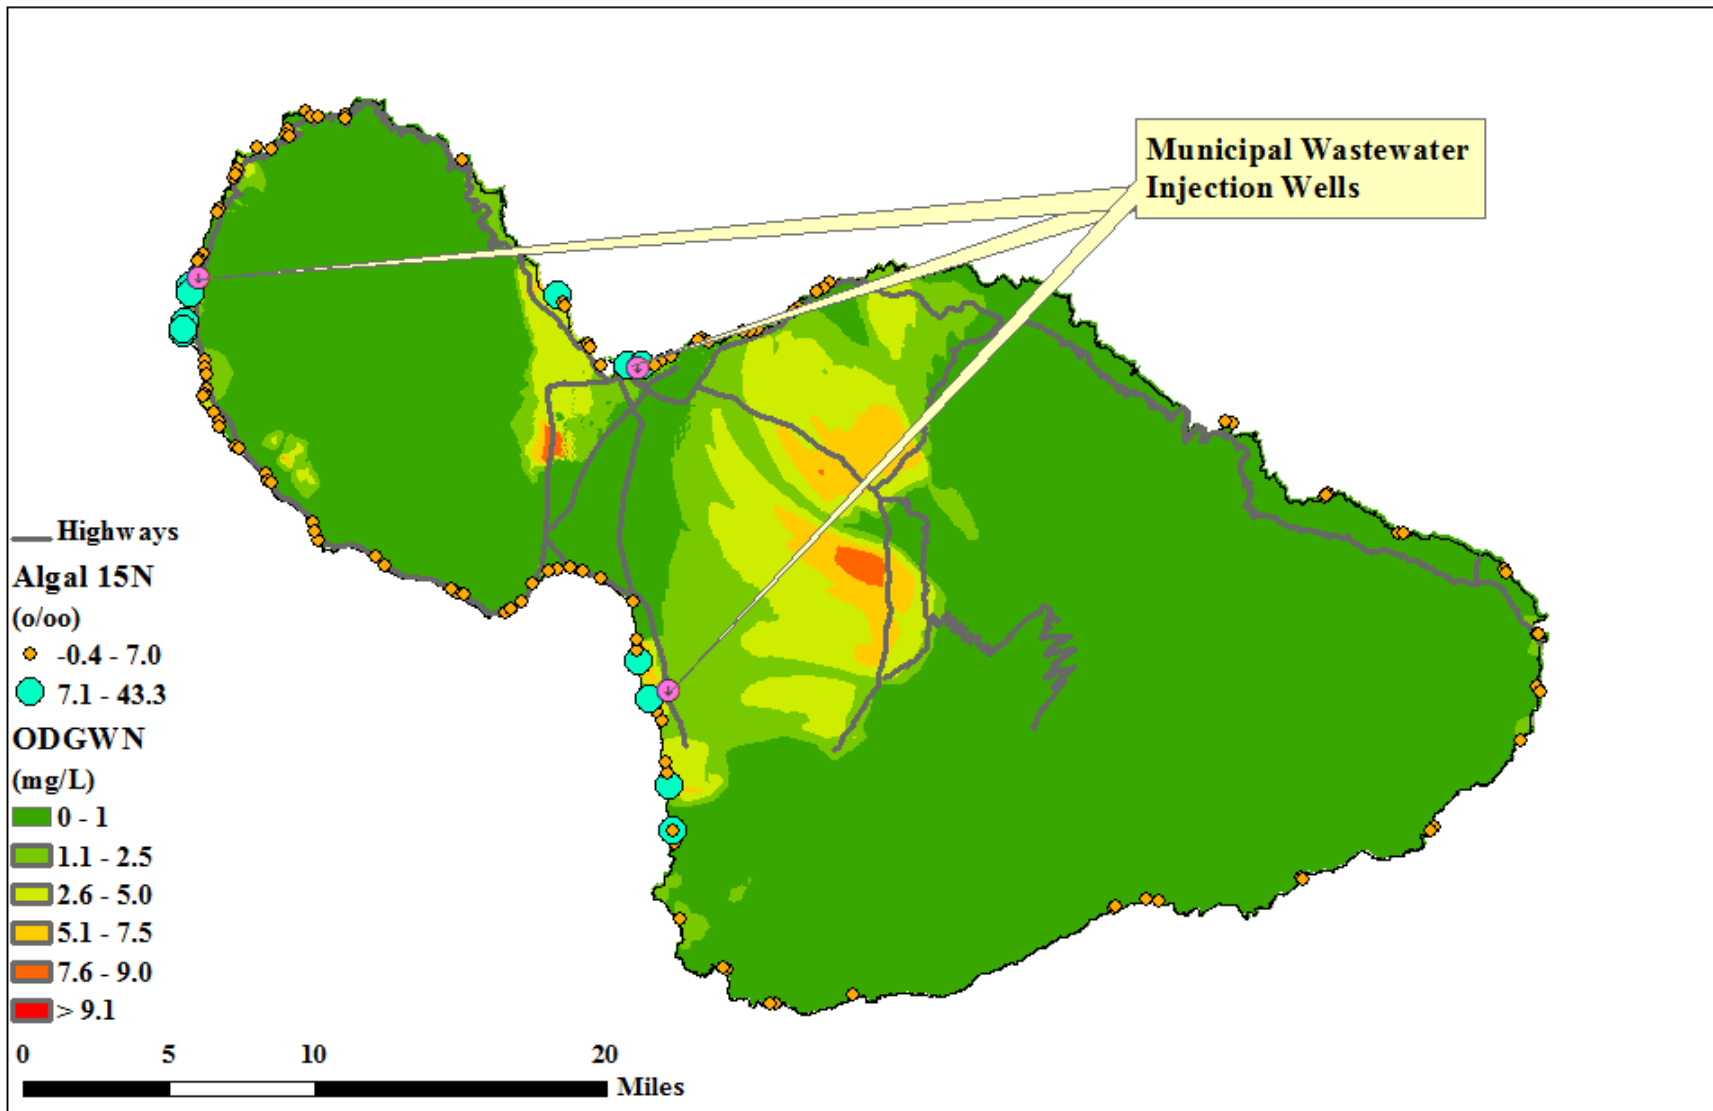 Municipal Wastewater
Injection Wells
Highways
Algal 15N
(o/oo)
-0.4 - 7.0
7.1 - 43.3
ODGWN
(mg/L)
0 - 1
1.1 - 2.5
2.6 - 5.0
5.1 - 7.5
7.6 - 9.0
> 9.1
0 5 10 20
Miles